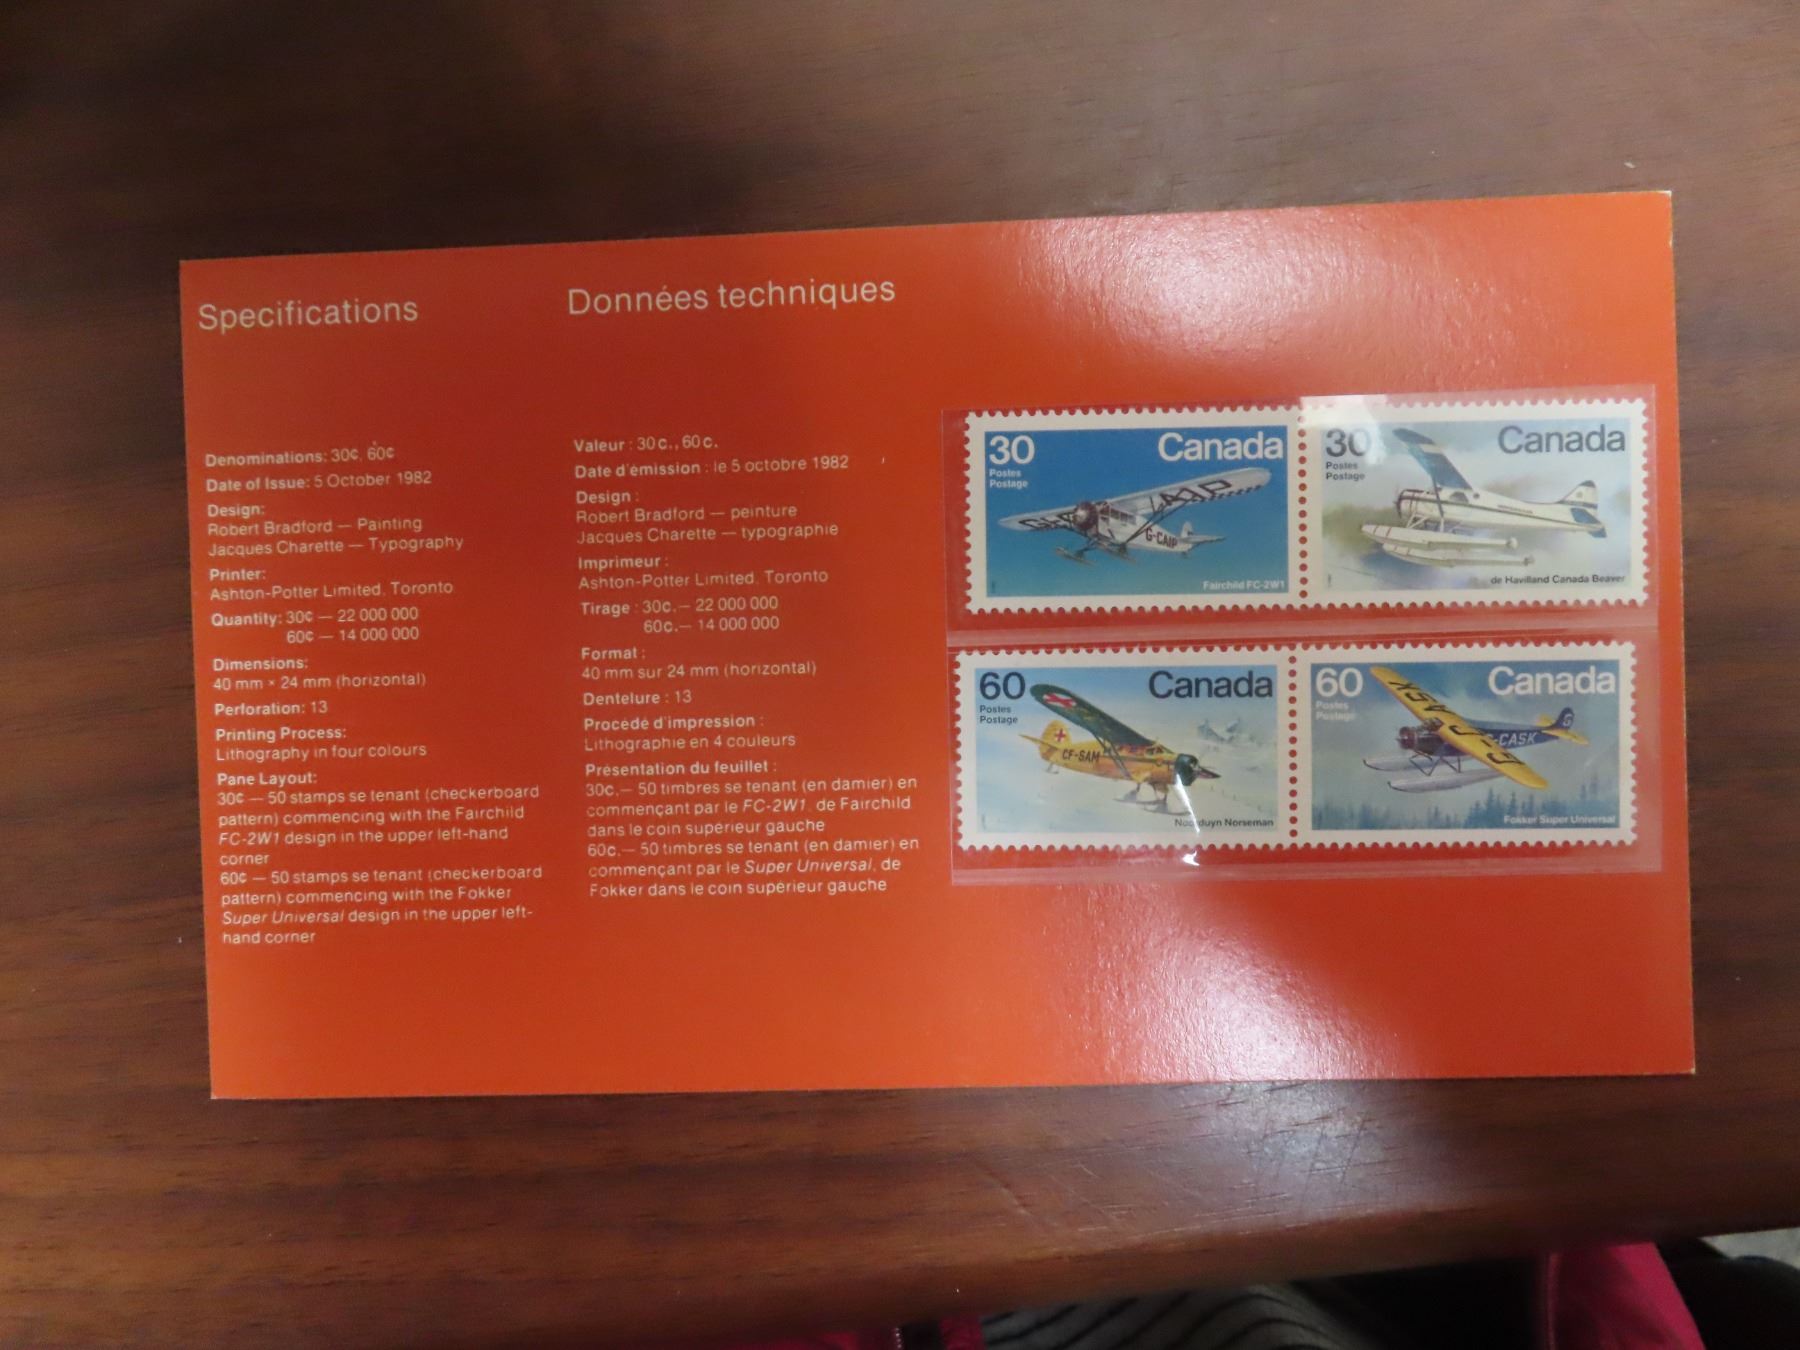 Specifications
Denominations: 30¢, 60¢
Date of Issue: 5 October 1982
Design:
Robert Bradford — Painting
Jacques Charette — Typography
Printer:
Ashton-Potter Limited, Toronto
Quantity: 30¢ — 22 000 000
60¢ — 14 000 000
Dimensions:
40 mm × 24 mm (horizontal)
Perforation: 13
Printing Process:
Lithography in four colours
Pane Layout:
30¢ — 50 stamps se tenant (checkerboard
pattern) commencing with the Fairchild
FC-2W1 design in the upper left-hand
corner
60¢ — 50 stamps se tenant (checkerboard
pattern) commencing with the Fokker
Super Universal design in the upper left-
hand corner
Données techniques
Valeur : 30 c., 60 c.
Date d'émission : le 5 octobre 1982
Design :
Robert Bradford — peinture
Jacques Charette — typographie
Imprimeur :
Ashton-Potter Limited, Toronto
Tirage : 30c.— 22 000 000
60c.— 14 000 000
Format :
40 mm sur 24 mm (horizontal)
Dentelure : 13
Procédé d'impression :
Lithographie en 4 couleurs
Présentation du feuillet :
30c.— 50 timbres se tenant (en damier) en
commençant par le FC-2W1, de Fairchild
dans le coin supérieur gauche
60c.— 50 timbres se tenant (en damier) en
commençant par le Super Universal, de
Fokker dans le coin supérieur gauche
30 Canada
Postes
Postage
G-CAIP
Fairchild FC-2W1
30 Canada
Postes
Postage
de Havilland Canada Beaver
60 Canada
Postes
Postage
CF-SAM
Noorduyn Norseman
60 Canada
Postes
Postage
G-CASK
G
G-CASK
Fokker Super Universal